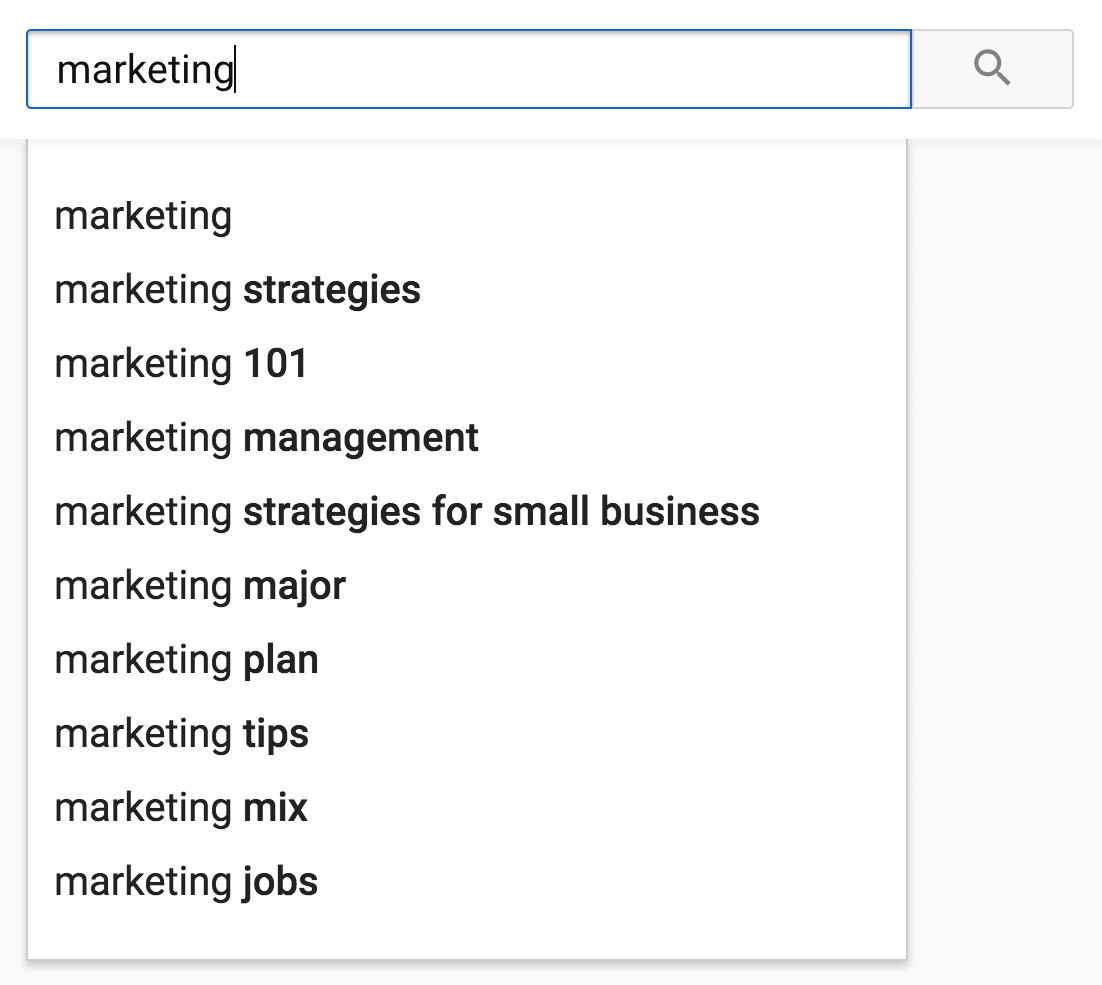 marketing
marketing
marketing strategies
marketing 101
marketing management
marketing strategies for small business
marketing major
marketing plan
marketing tips
marketing mix
marketing jobs